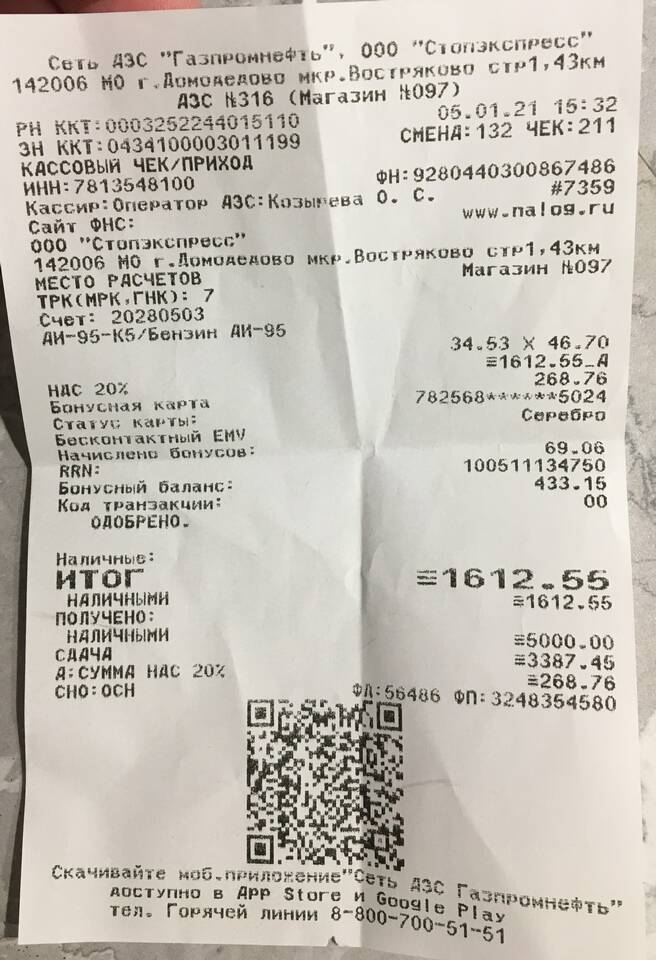 Сеть АЗС "Газпромнефть", ООО "Стопэкспресс"
142006 МО г.Домодедово мкр.Востряково стр1,43км
АЗС №316 (Магазин №097)
РН ККТ:0003252244015110 05.01.21 15:32
ЗН ККТ:04341000030 11199 СМЕНА:132 ЧЕК:211
КАССОВЫЙ ЧЕК/ПРИХОД
ИНН:7813548100 ФН:9280440300867486
Кассир:Оператор АЗС:Козырева О. С. #7359
Сайт ФНС: www.nalog.ru
ООО "Стопэкспресс"
142006 МО г.Домодедово мкр.Востряково стр1,43км
МЕСТО РАСЧЕТОВ Магазин №097
ТРК(МРК,ГНК): 7
Счет: 20280503
АИ-95-К5/Бензин АИ-95
34.53 X 46.70
≡1612.55_А
НДС 20% 268.76
Бонусная карта 782568******5024
Статус карты: Серебро
Бесконтактный EMV
Начислено бонусов: 69.06
RRN: 100511134750
Бонусный баланс: 433.15
Код транзакции: 00
ОДОБРЕНО.
Наличные:
ИТОГ ≡1612.55
НАЛИЧНЫМИ ≡1612.55
ПОЛУЧЕНО:
НАЛИЧНЫМИ ≡5000.00
СДАЧА ≡3387.45
А:СУММА НДС 20% ≡268.76
СНО:ОСН ФД:56486 ФП:3248354580
Скачивайте моб.приложение"Сеть АЗС Газпромнефть"
доступно в App Store и Google Play
тел. Горячей линии 8-800-700-51-51